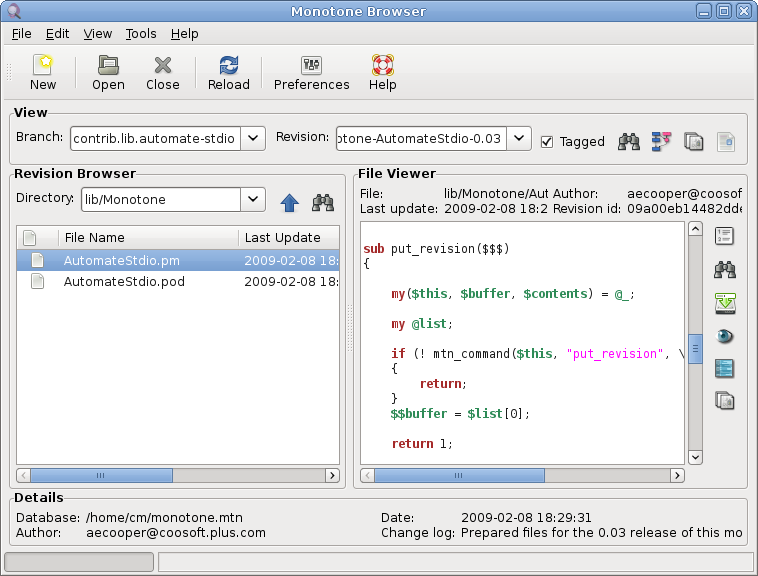 Monotone Browser
File Edit View Tools Help
New Open Close Reload Preferences Help
View
Branch: contrib.lib.automate-stdio Revision: otone-AutomateStdio-0.03 Tagged
Revision Browser
Directory: lib/Monotone
File Name Last Update
AutomateStdio.pm 2009-02-08 18:
AutomateStdio.pod 2009-02-08 18:
File Viewer
File: lib/Monotone/Aut Author: aecooper@coosof
Last update: 2009-02-08 18:2 Revision id: 09a00eb14482dde
sub put_revision($$$)
{
my($this, $buffer, $contents) = @_;
my @list;
if (! mtn_command($this, "put_revision", \
{
return;
}
$$buffer = $list[0];
return 1;
Details
Database: /home/cm/monotone.mtn Date: 2009-02-08 18:29:31
Author: aecooper@coosoft.plus.com Change log: Prepared files for the 0.03 release of this mo